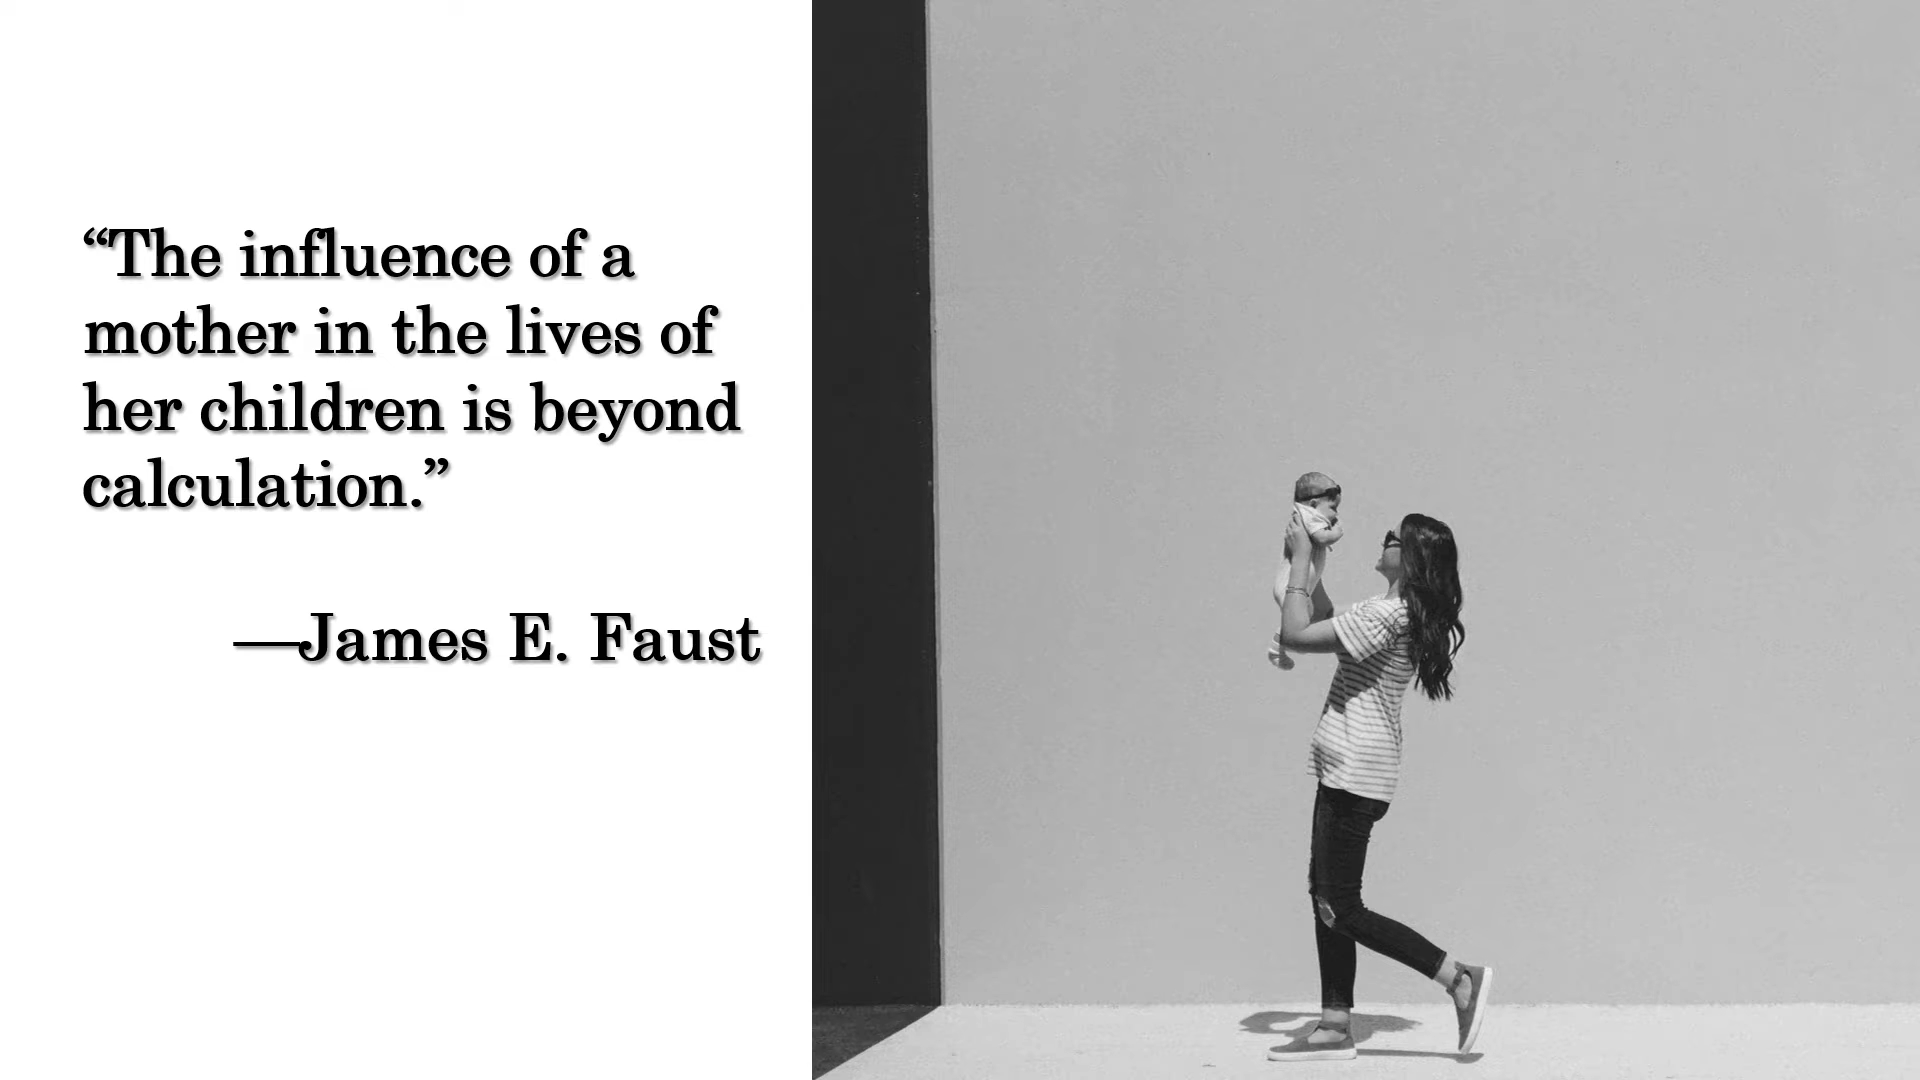 “The influence of a
mother in the lives of
her children is beyond
calculation.”
—James E. Faust